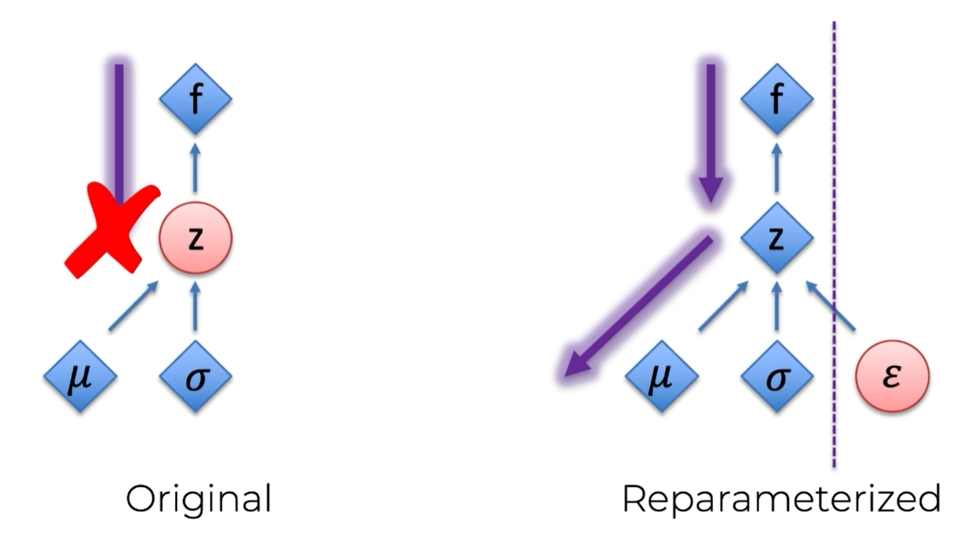 f
f
z
z
μ
σ
μ
σ
ε
Original
Reparameterized